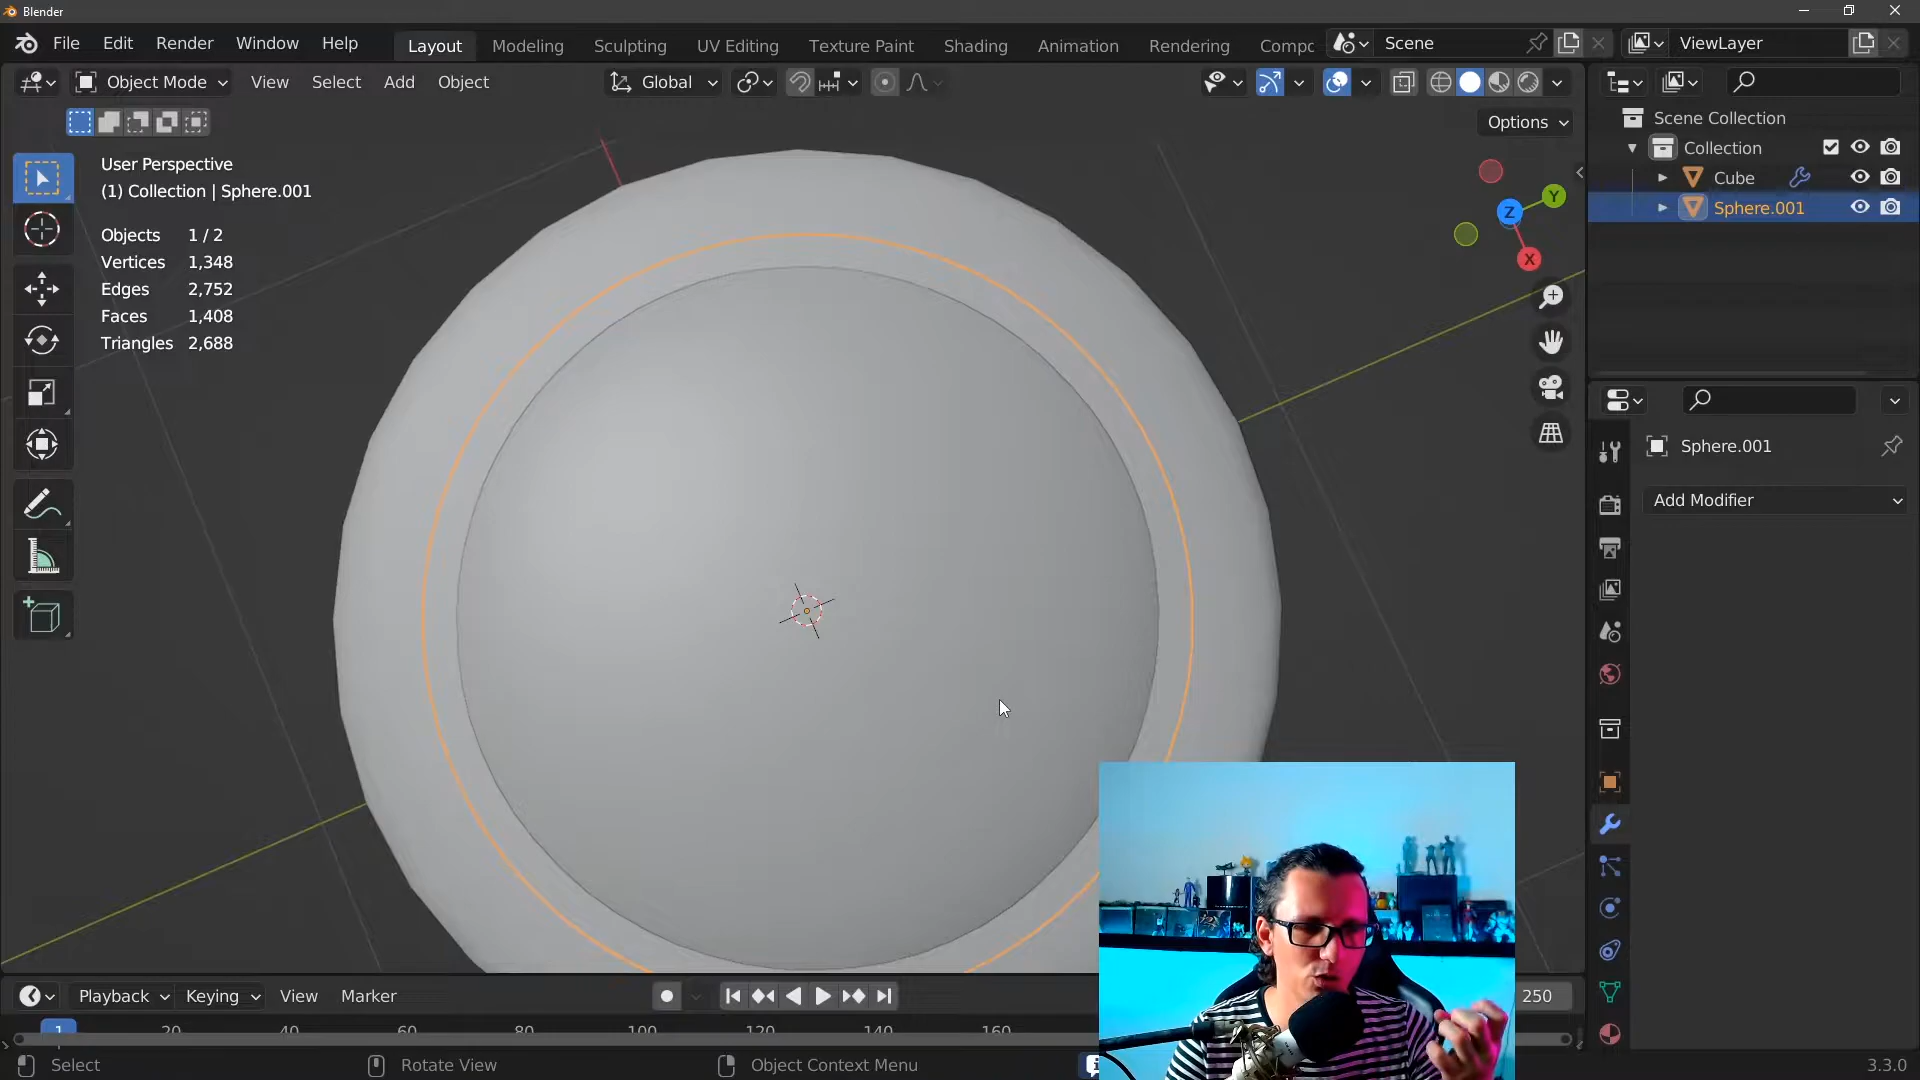 Blender
File Edit Render Window Help Layout Modeling Sculpting UV Editing Texture Paint Shading Animation Rendering Compc Scene ViewLayer
Object Mode View Select Add Object Global
Options
User Perspective
(1) Collection | Sphere.001
Objects 1 / 2
Vertices 1,348
Edges 2,752
Faces 1,408
Triangles 2,688
Y
Z
X
Scene Collection
Collection
Cube
Sphere.001
Sphere.001
Add Modifier
Playback Keying View Marker 250
1 20 40 60 80 100 120 140 160
Select Rotate View Object Context Menu 3.3.0